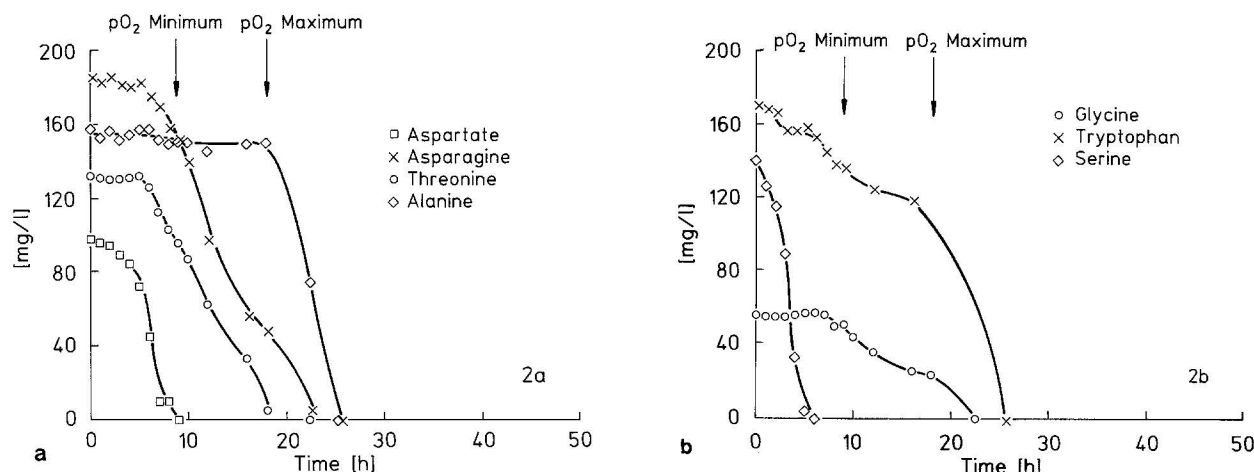 pO₂ Minimum pO₂ Maximum
200
160
120
80
40
0
[mg/l]
□ Aspartate
× Asparagine
○ Threonine
◇ Alanine
2a
0 10 20 30 40 50
Time [h]
a
pO₂ Minimum pO₂ Maximum
200
160
120
80
40
0
[mg/l]
○ Glycine
× Tryptophan
◇ Serine
2b
0 10 20 30 40 50
Time [h]
b